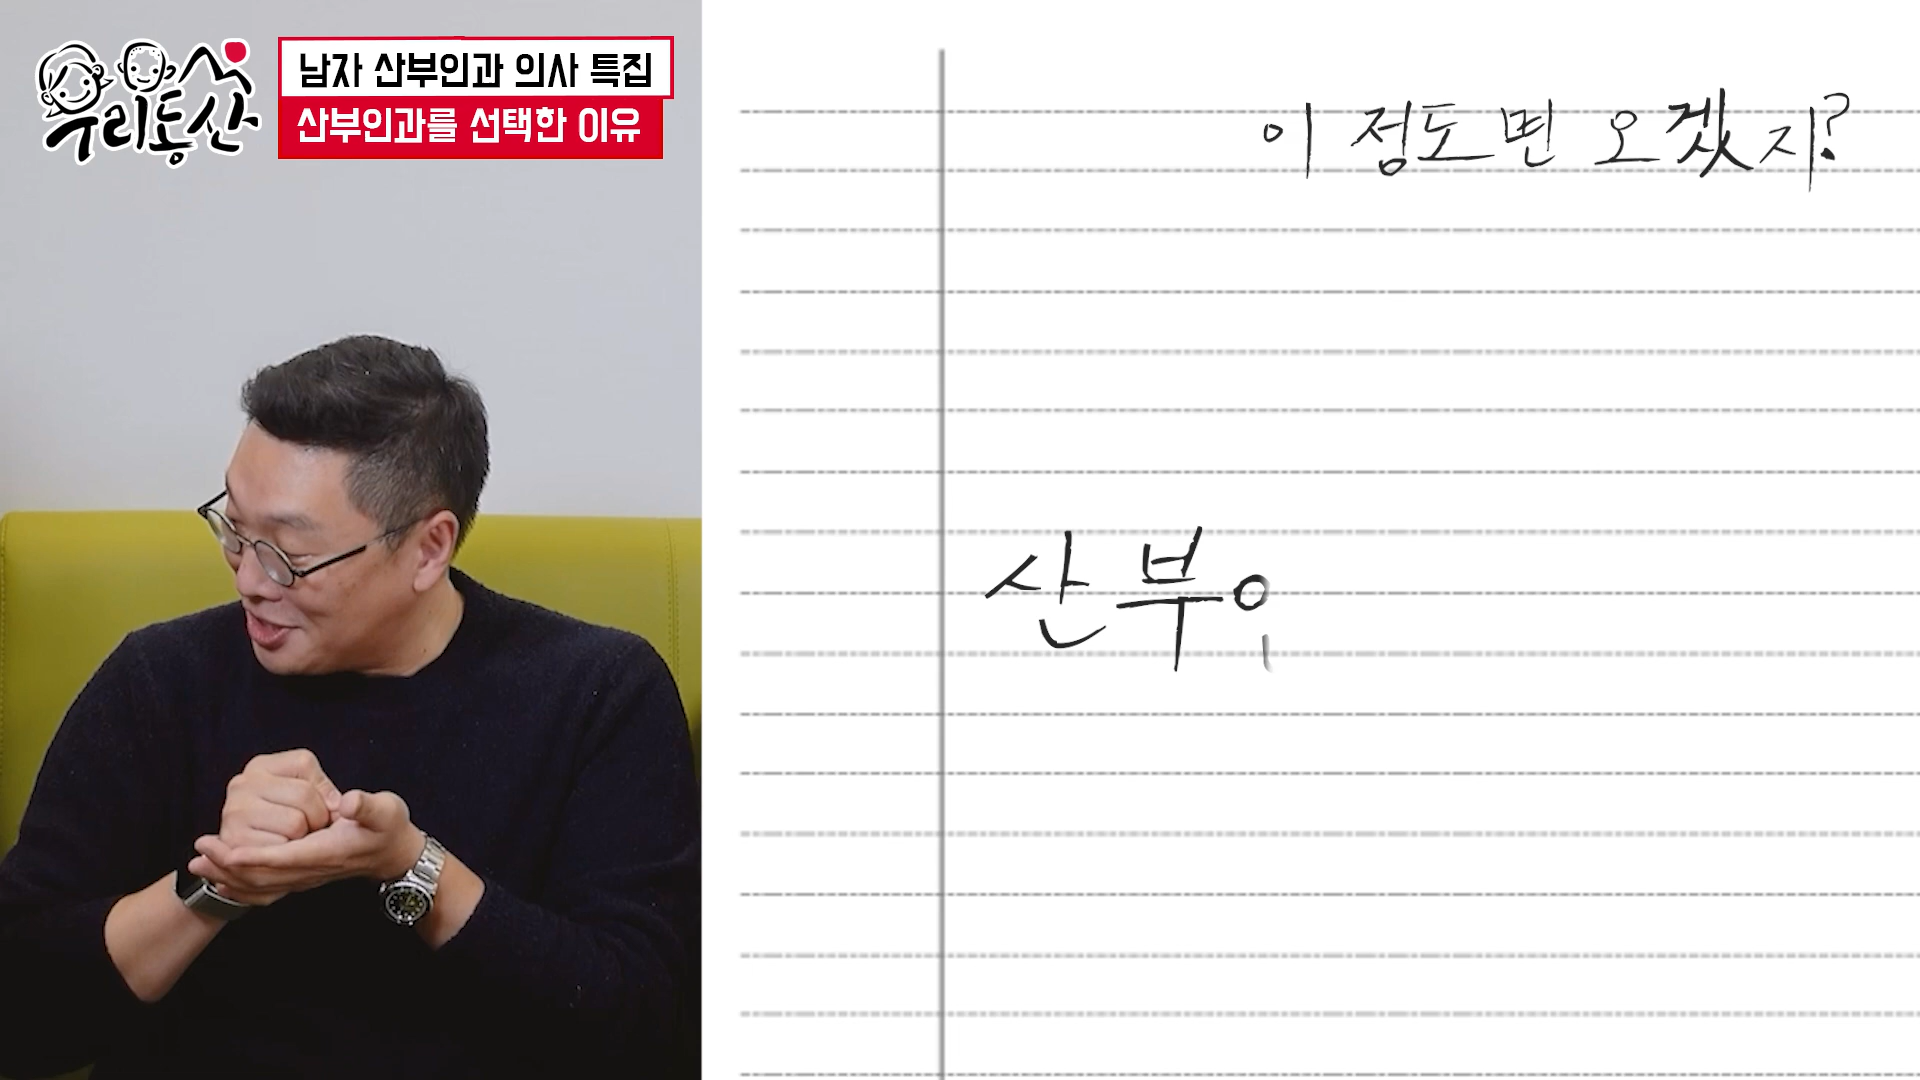 우리동산
남자 산부인과 의사 특집
산부인과를 선택한 이유
이 정도면 오겠지?
산부